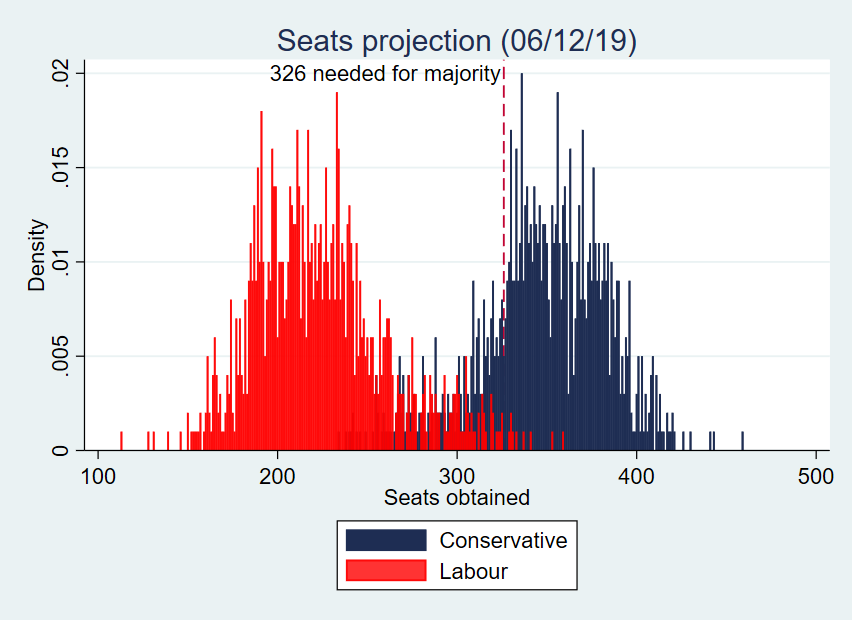 Seats projection (06/12/19)
326 needed for majority
Density
.02
.015
.01
.005
0
100 200 300 400 500
Seats obtained
Conservative
Labour